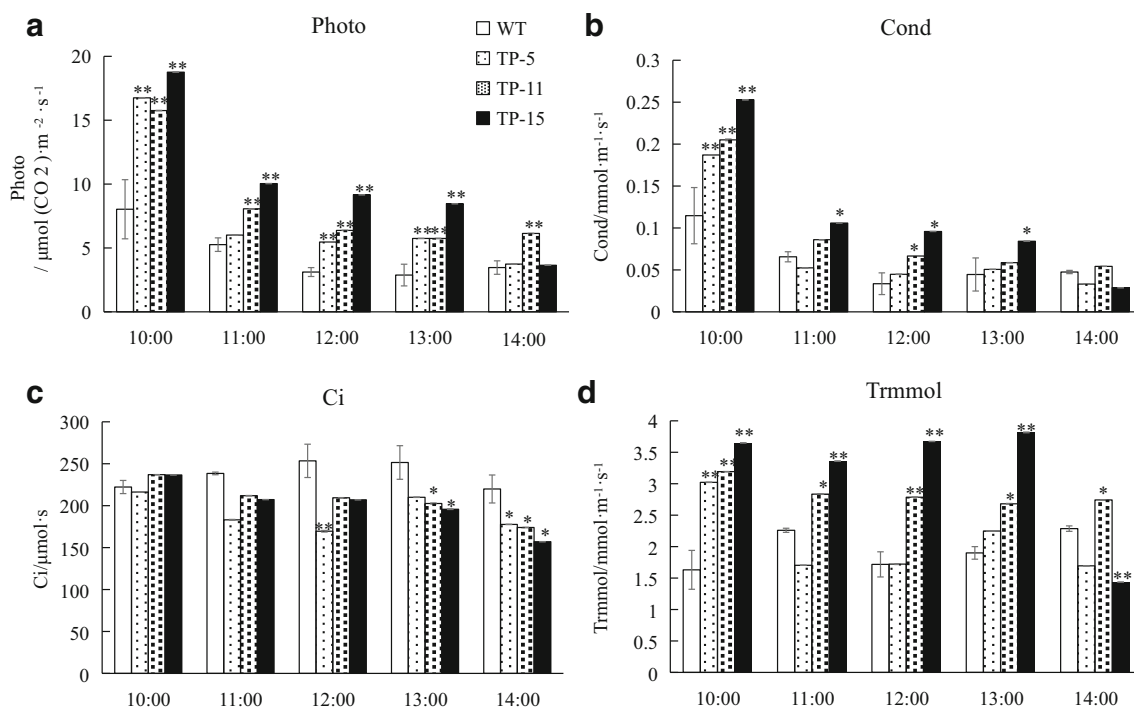 a
Photo
WT
TP-5
TP-11
TP-15
Photo
/ μmol (CO 2 )·m⁻²·s⁻¹
20
15
10
5
0
** ** **
** **
** ** **
** ** **
**
10:00 11:00 12:00 13:00 14:00
b
Cond
Cond/mmol·m⁻¹·s⁻¹
0.3
0.25
0.2
0.15
0.1
0.05
0
** ** **
*
* *
*
10:00 11:00 12:00 13:00 14:00
c
Ci
Ci/μmol·s
300
250
200
150
100
50
0
**
* *
* * *
10:00 11:00 12:00 13:00 14:00
d
Trmmol
Trmmol/mmol·m⁻¹·s⁻¹
4
3.5
3
2.5
2
1.5
1
0.5
0
** ** **
* **
** **
* **
* **
10:00 11:00 12:00 13:00 14:00